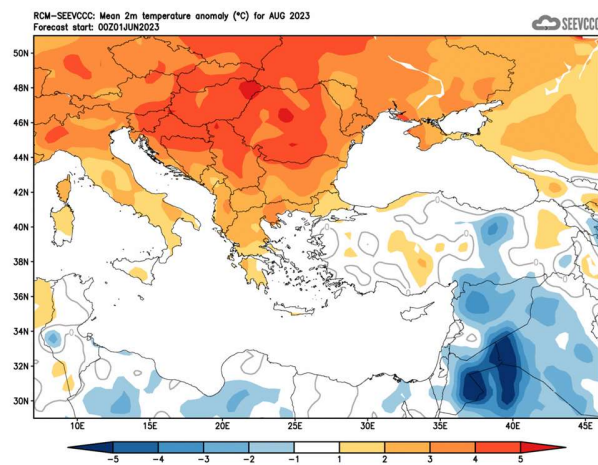 RCM-SEEVCCC: Mean 2m temperature anomaly (°C) for AUG 2023
Forecast start: 00Z01JUN2023
SEEVCCC
50N
48N
46N
44N
42N
40N
38N
36N
34N
32N
30N
10E 15E 20E 25E 30E 35E 40E 45E
-5 -4 -3 -2 -1 1 2 3 4 5